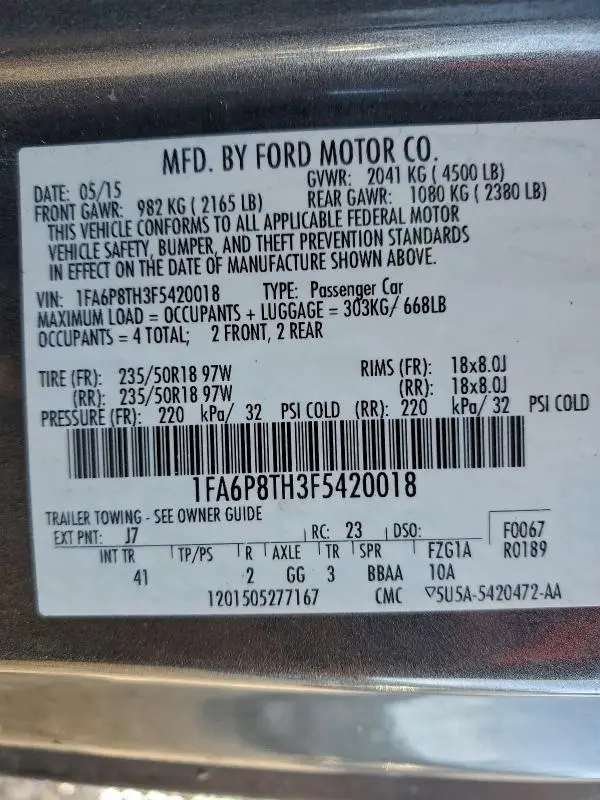 MFD. BY FORD MOTOR CO.
DATE: 05/15 GVWR: 2041 KG ( 4500 LB)
FRONT GAWR: 982 KG ( 2165 LB) REAR GAWR: 1080 KG ( 2380 LB)
THIS VEHICLE CONFORMS TO ALL APPLICABLE FEDERAL MOTOR
VEHICLE SAFETY, BUMPER, AND THEFT PREVENTION STANDARDS
IN EFFECT ON THE DATE OF MANUFACTURE SHOWN ABOVE.
VIN: 1FA6P8TH3F5420018 TYPE: Passenger Car
MAXIMUM LOAD = OCCUPANTS + LUGGAGE = 303KG/ 668LB
OCCUPANTS = 4 TOTAL; 2 FRONT, 2 REAR
TIRE (FR): 235/50R18 97W RIMS (FR): 18x8.0J
(RR): 235/50R18 97W (RR): 18x8.0J
PRESSURE (FR): 220 kPa/ 32 PSI COLD (RR): 220 kPa/ 32 PSI COLD
1FA6P8TH3F5420018
TRAILER TOWING - SEE OWNER GUIDE
EXT PNT: J7 RC: 23 DSO: F0067
INT TR TP/PS R AXLE TR SPR FZG1A R0189
41 2 GG 3 BBAA 10A
1201505277167 CMC ▽5U5A-5420472-AA